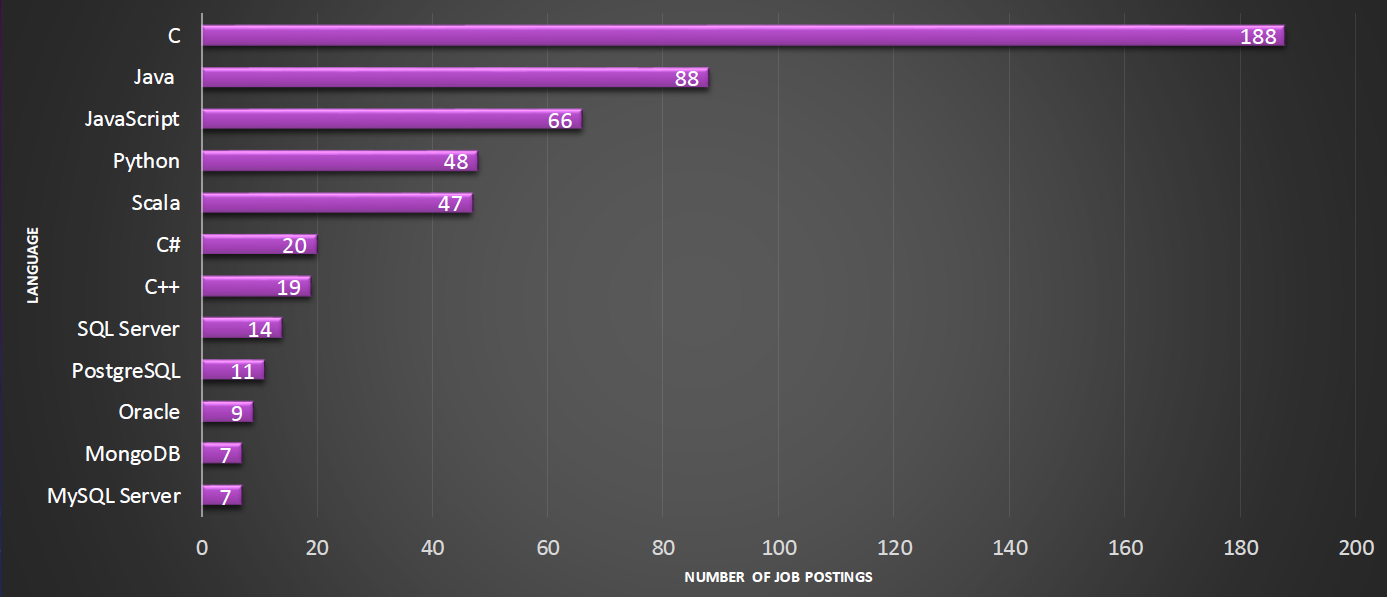 C 188
Java 88
JavaScript 66
Python 48
Scala 47
C# 20
C++ 19
SQL Server 14
PostgreSQL 11
Oracle 9
MongoDB 7
MySQL Server 7
LANGUAGE
0 20 40 60 80 100 120 140 160 180 200
NUMBER OF JOB POSTINGS